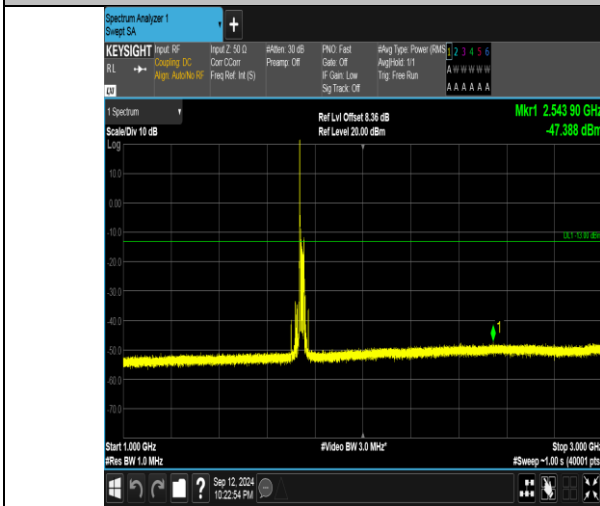 Spectrum Analyzer 1
Swept SA
+
KEYSIGHT Input: RF Input Z: 50 Ω #Atten: 30 dB PNO: Fast #Avg Type: Power (RMS 1 2 3 4 5 6
RL Coupling: DC Corr CCorr Preamp: Off Gate: Off Avg|Hold: 1/1 A W W W W W
Align: Auto/No RF Freq Ref: Int (S) IF Gain: Low Trig: Free Run
Sig Track: Off A A A A A A
1 Spectrum Ref Lvl Offset 8.36 dB Mkr1 2.543 90 GHz
Scale/Div 10 dB Ref Level 20.00 dBm -47.388 dBm
Log
10.0
0.00
-10.0
DL1 -13.00 dBm
-20.0
-30.0
-40.0
1
-50.0
-60.0
-70.0
Start 1.000 GHz #Video BW 3.0 MHz* Stop 3.000 GHz
#Res BW 1.0 MHz #Sweep ~1.00 s (40001 pts
? Sep 12, 2024
10:22:54 PM